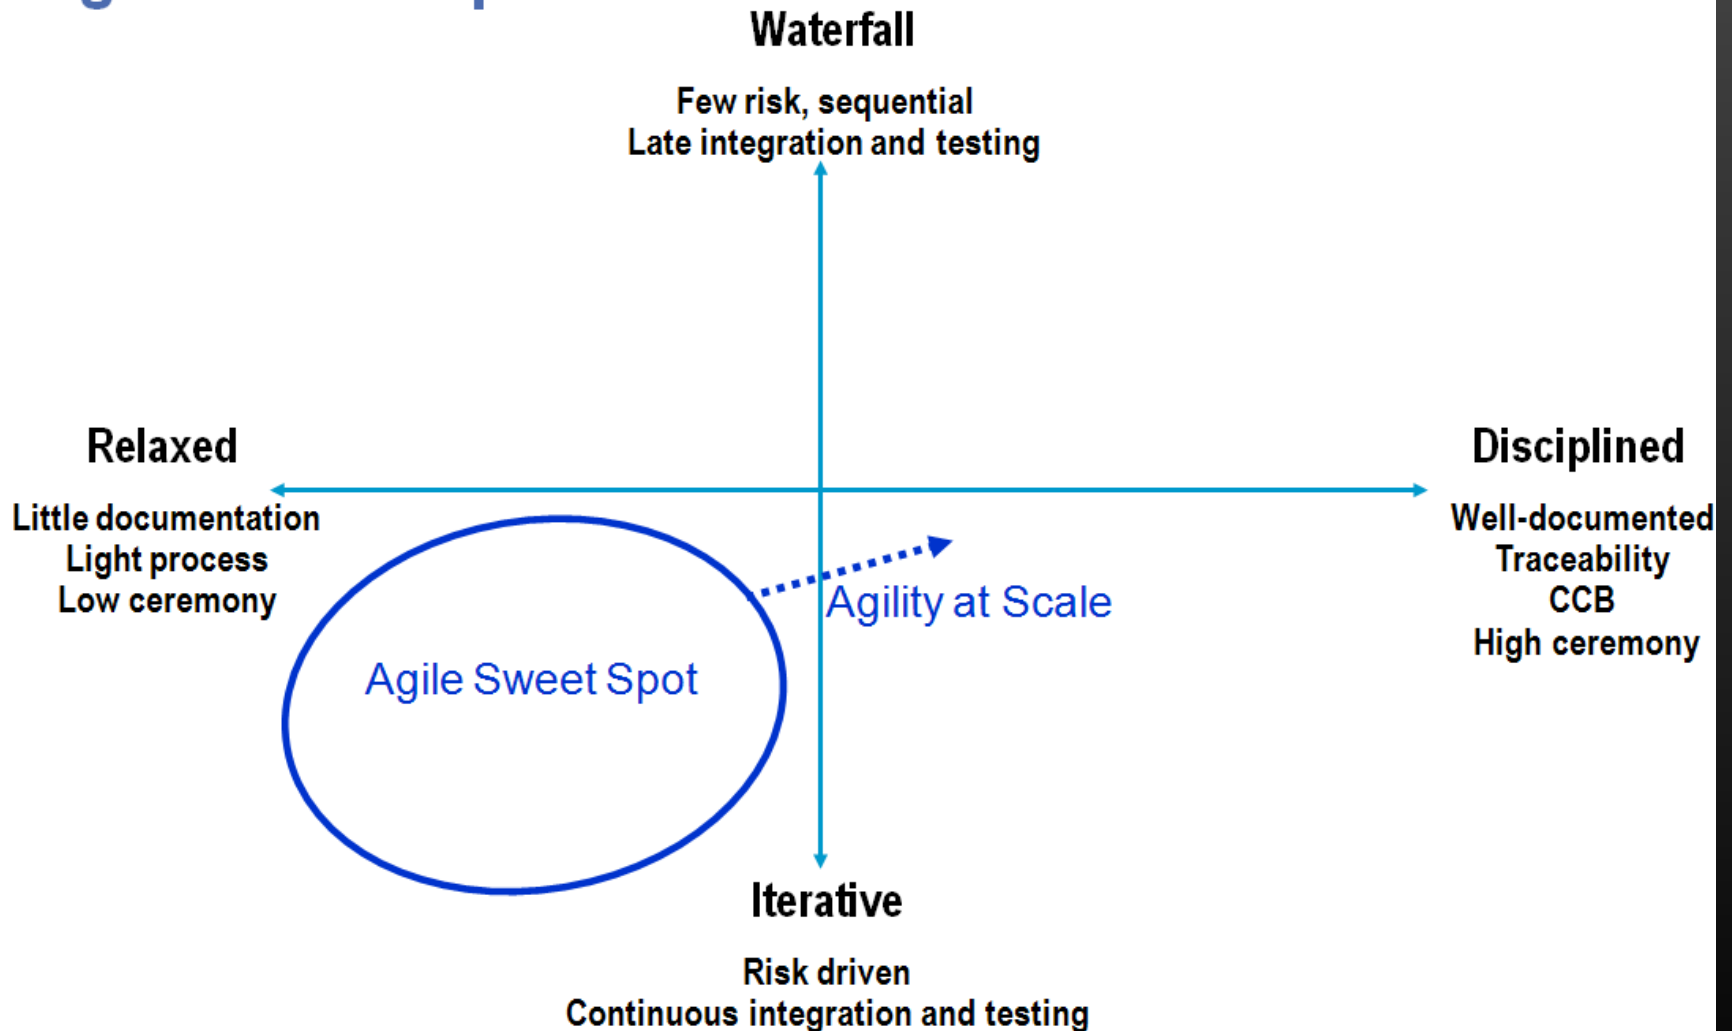 Waterfall
Few risk, sequential
Late integration and testing
Relaxed
Little documentation
Light process
Low ceremony
Disciplined
Well-documented
Traceability
CCB
High ceremony
Agility at Scale
Agile Sweet Spot
Iterative
Risk driven
Continuous integration and testing